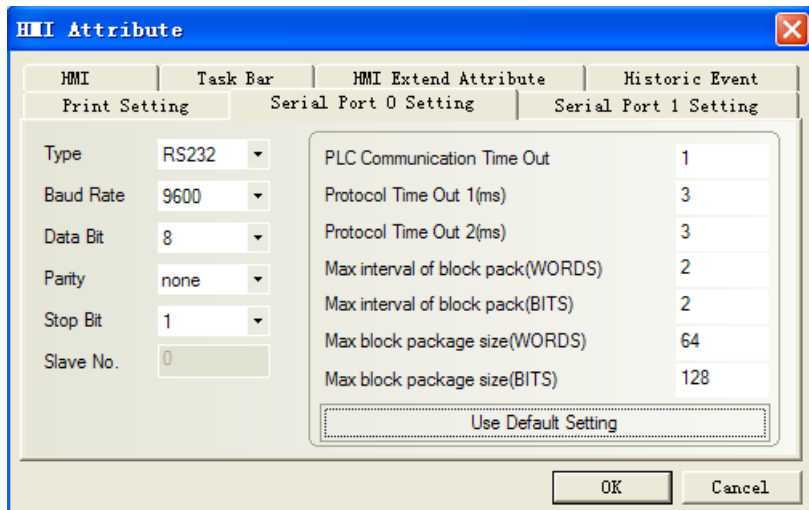 HMI Attribute
HMI
Task Bar
HMI Extend Attribute
Historic Event
Print Setting
Serial Port 0 Setting
Serial Port 1 Setting
Type
RS232
Baud Rate
9600
Data Bit
8
Parity
none
Stop Bit
1
Slave No.
0
PLC Communication Time Out
1
Protocol Time Out 1(ms)
3
Protocol Time Out 2(ms)
3
Max interval of block pack(WORDS)
2
Max interval of block pack(BITS)
2
Max block package size(WORDS)
64
Max block package size(BITS)
128
Use Default Setting
OK
Cancel